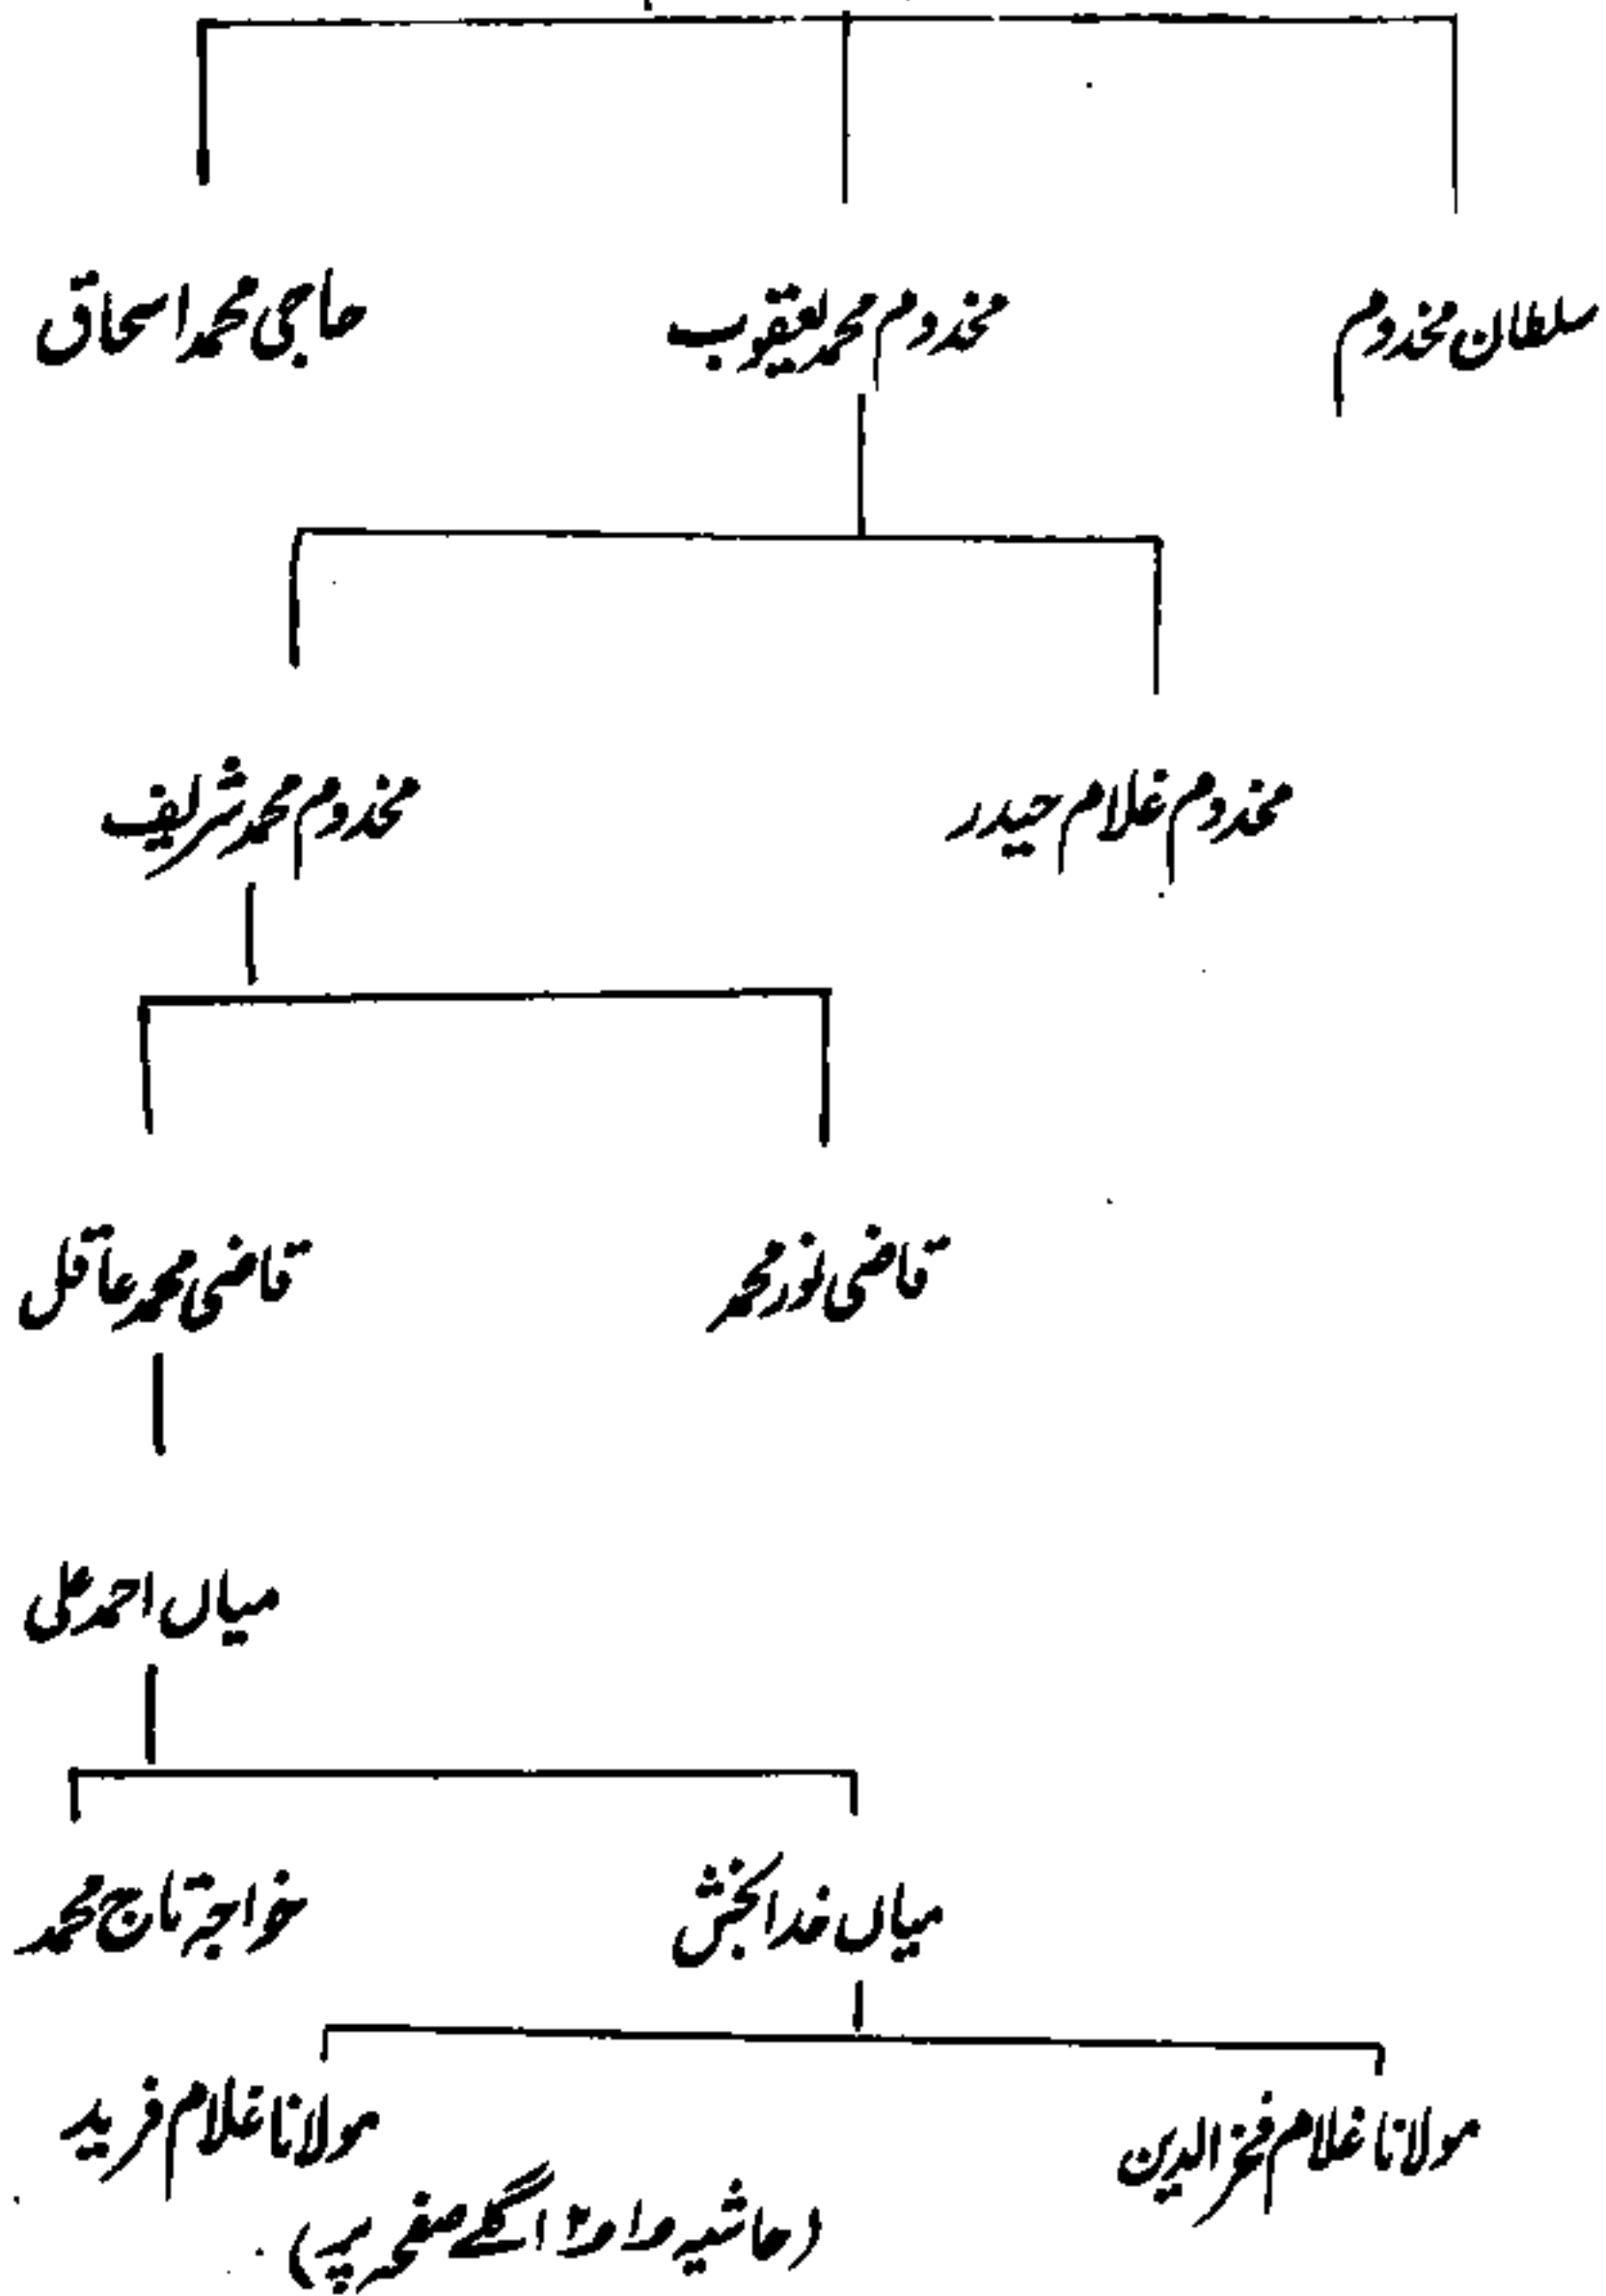 سلطان مخدوم مخدوم محمد یعقوب حاجی محمد اسحاق
مخدوم غلام حیدر مخدوم محمد شریف
قاضی نور محمد قاضی محمد عاقل
میاں احمد علی
میاں خدا بخش خواجہ تاج محمد
مولانا غلام فخر الدین مولانا غلام فرید
(حاشیہ ۱ اور ۲ اگلے صفحہ پر)